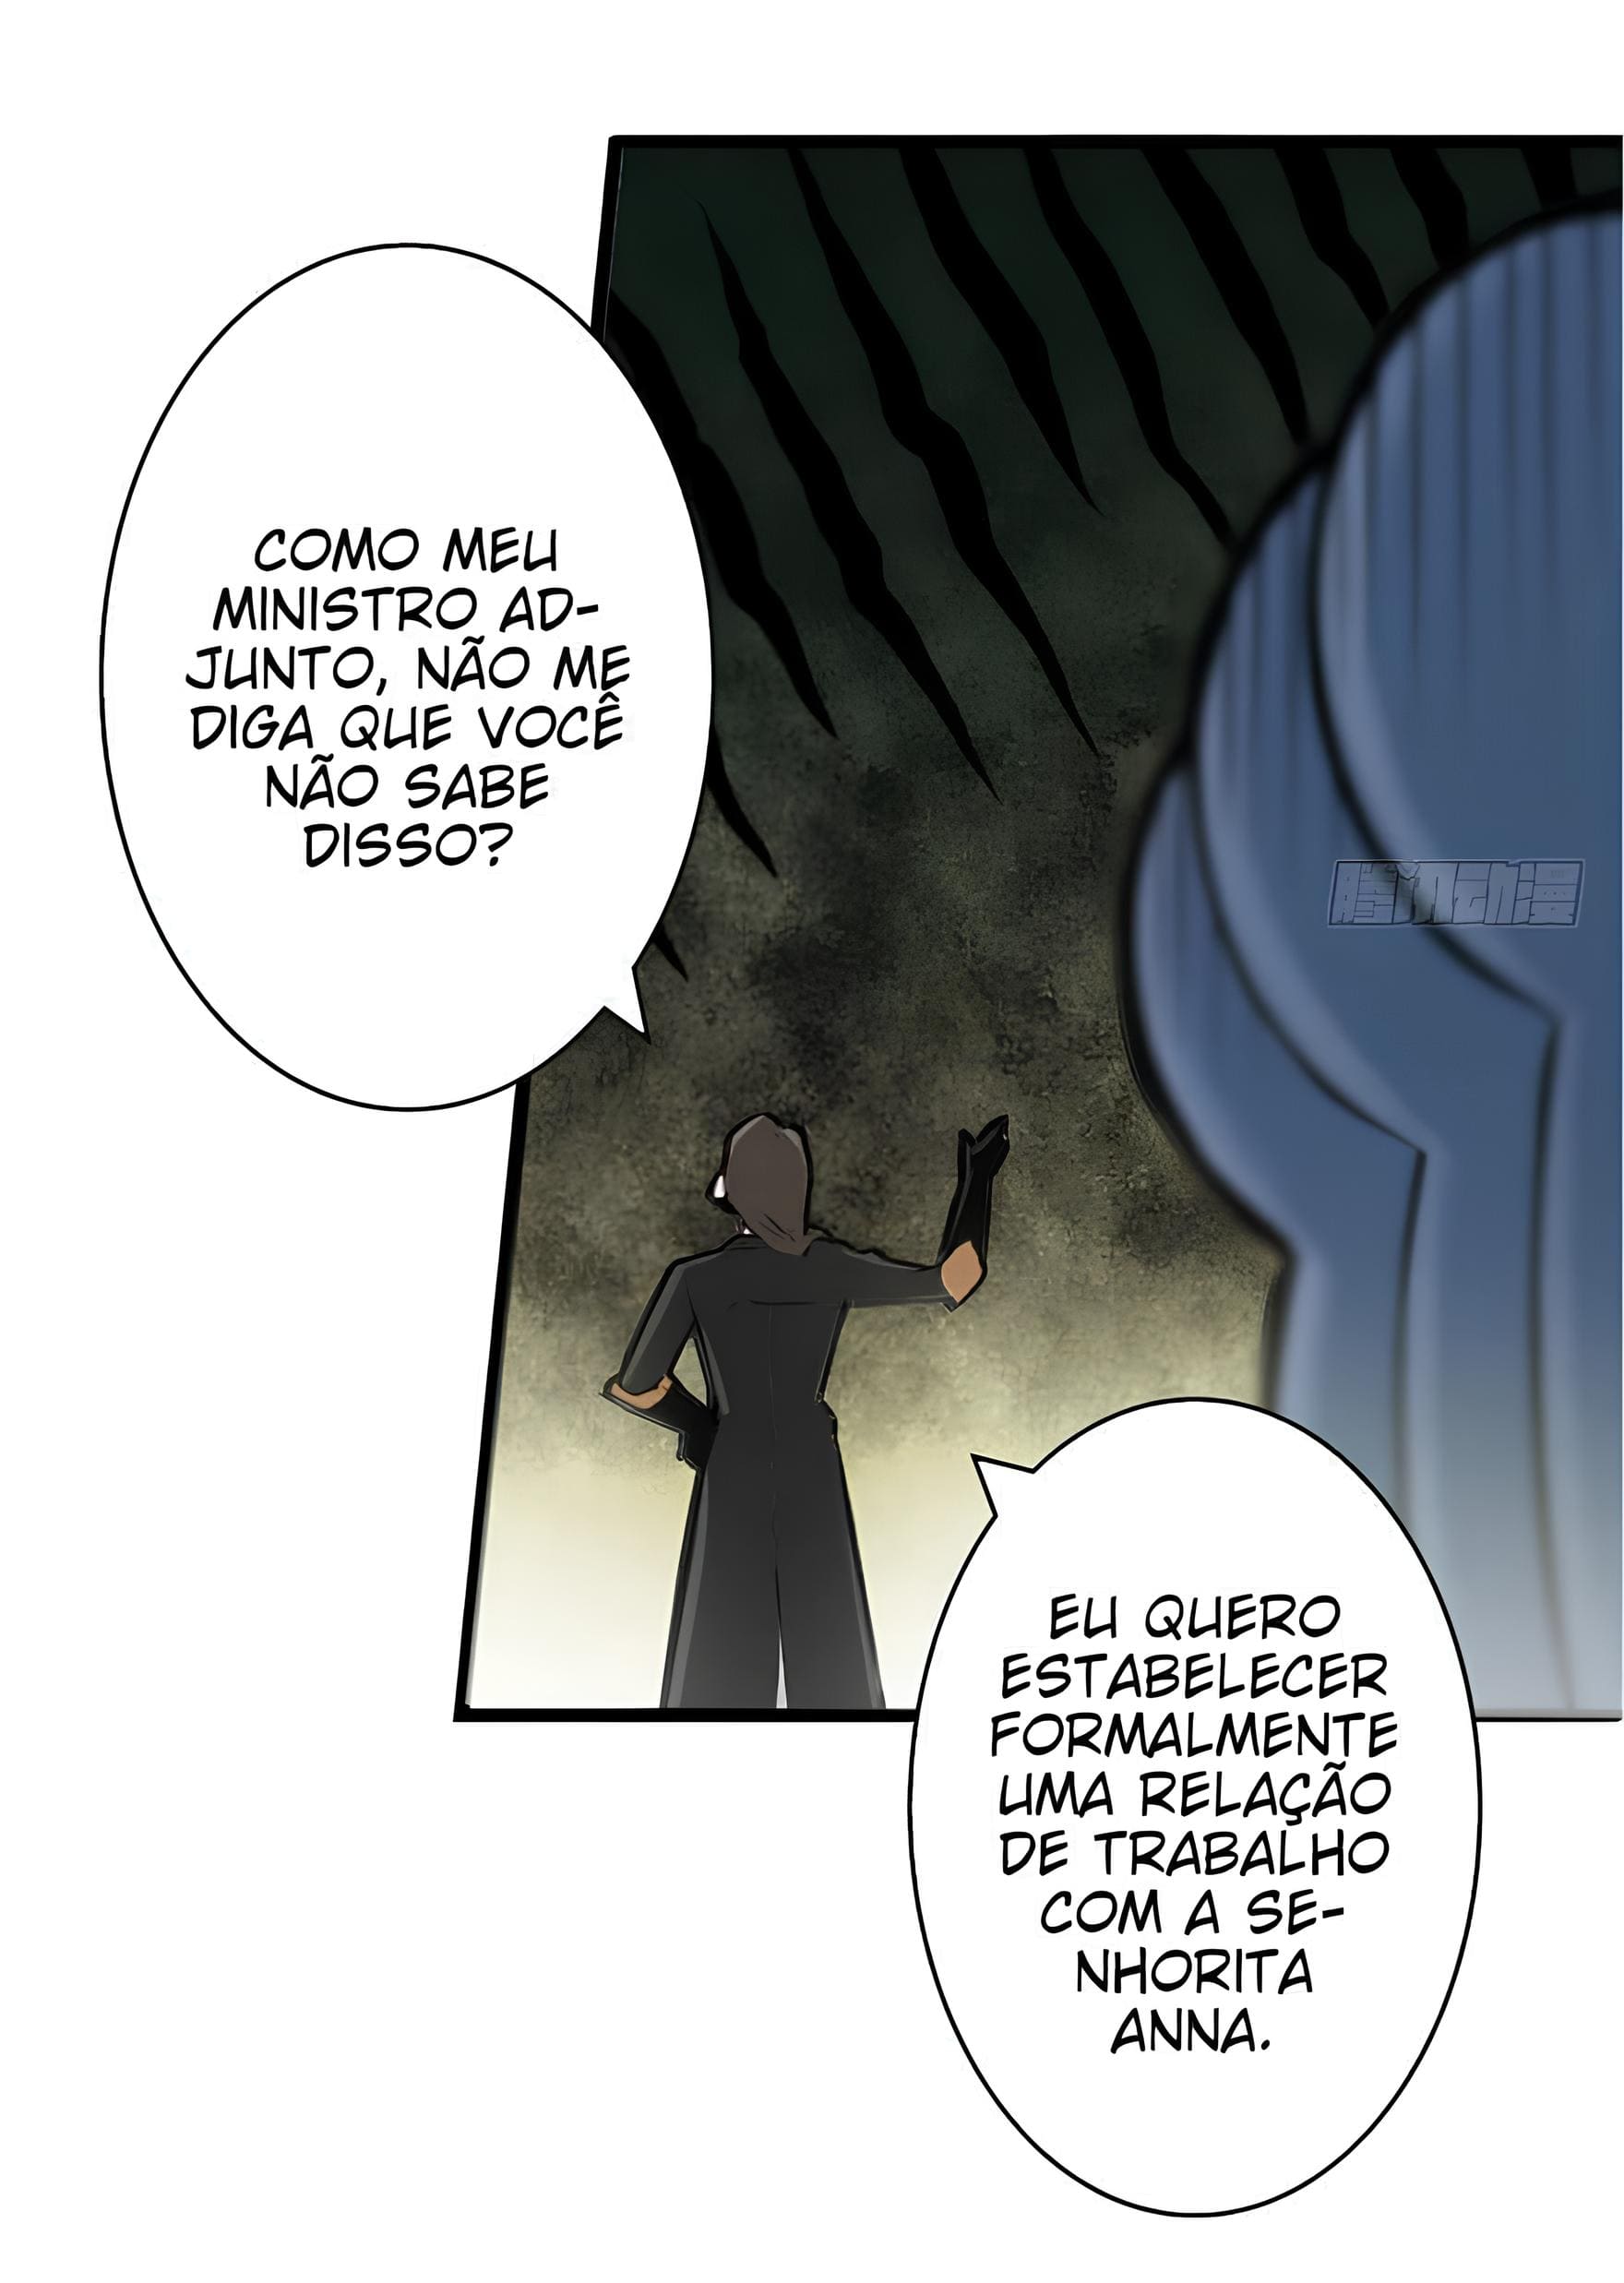 COMO MEU
MINISTRO AD-
JUNTO, NÃO ME
DIGA QUE VOCÊ
NÃO SABE
DISSO?
EU QUERO
ESTABELECER
FORMALMENTE
UMA RELAÇÃO
DE TRABALHO
COM A SE-
NHORITA
ANNA.